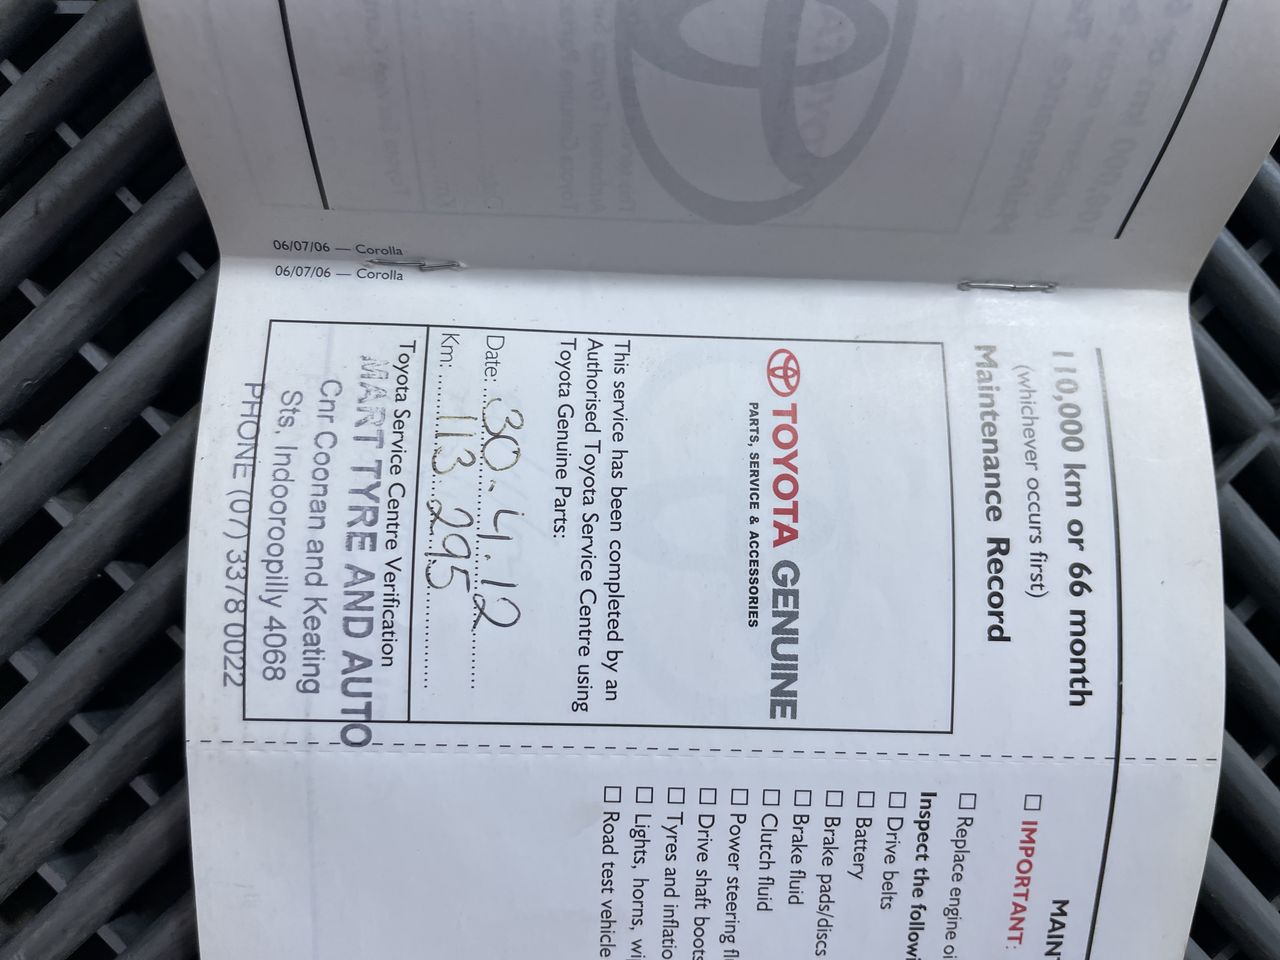 06/07/06 — Corolla
06/07/06 — Corolla
110,000 km or 66 month
(whichever occurs first)
Maintenance Record
TOYOTA GENUINE
PARTS, SERVICE & ACCESSORIES
This service has been completed by an
Authorised Toyota Service Centre using
Toyota Genuine Parts:
Date: 30.4.12
Km: 113 295
Toyota Service Centre Verification
MART TYRE AND AUTO
Chr Coonan and Keating
Sts, Indooroopilly 4068
PHONE (07) 3378 0022
IMPORTANT:
Replace engine
Inspect the
Drive belts
Battery
Brake pads/discs
Brake fluid
Clutch fluid
Power steering
Drive shaft boots
Tyres and
Lights, horns,
Road test vehicle